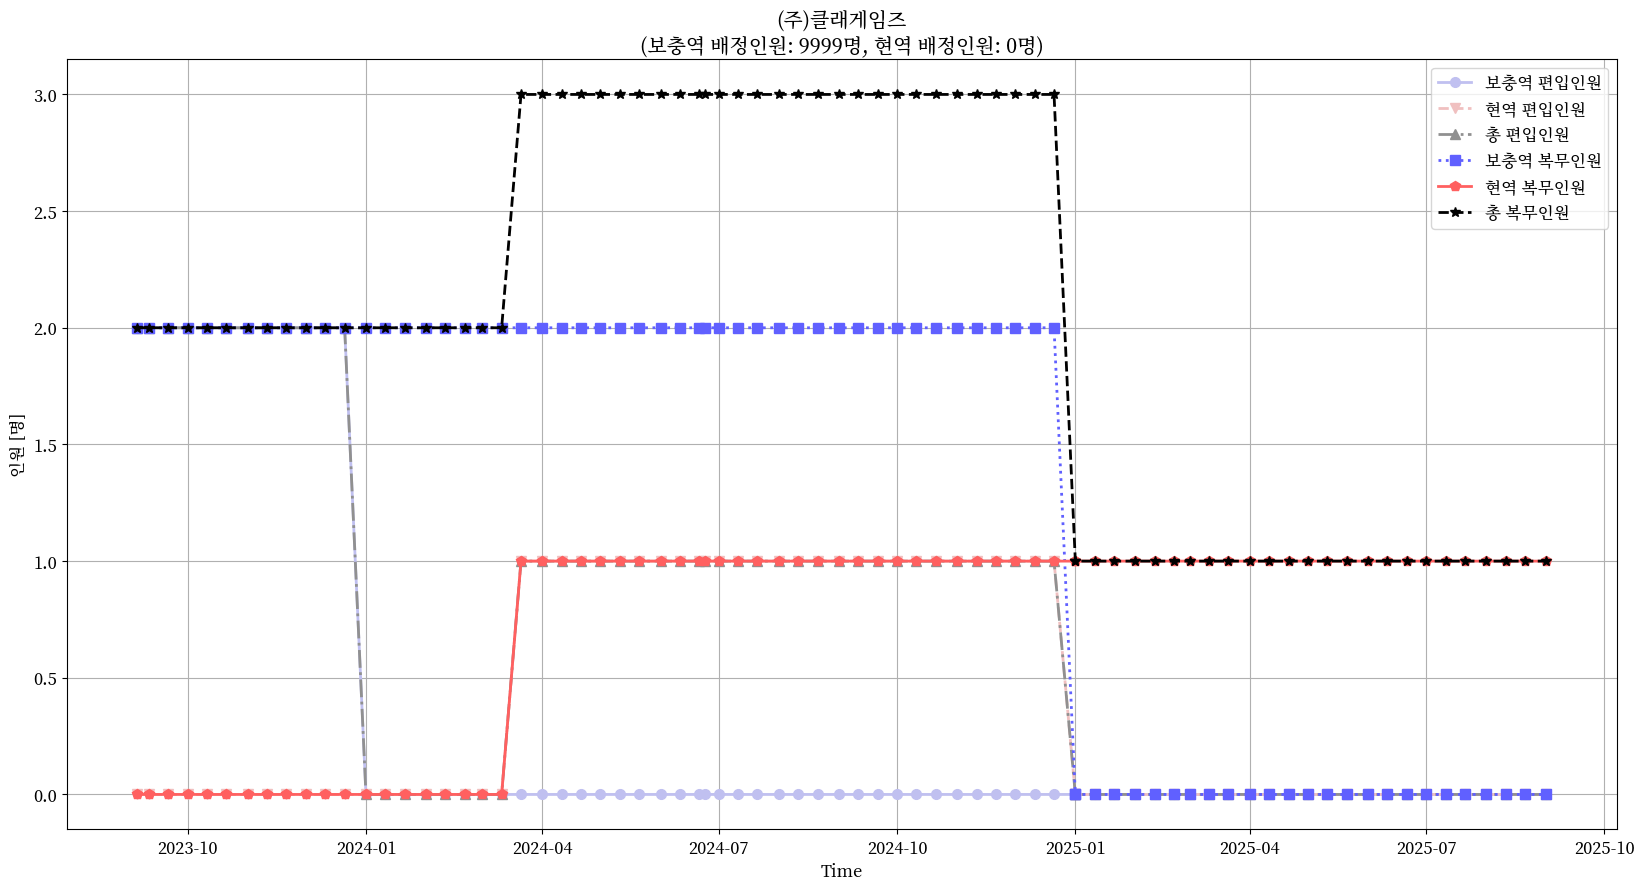 (주)클래게임즈
(보충역 배정인원: 9999명, 현역 배정인원: 0명)
보충역 편입인원
현역 편입인원
총 편입인원
보충역 복무인원
현역 복무인원
총 복무인원
인원 [명]
3.0
2.5
2.0
1.5
1.0
0.5
0.0
2023-10 2024-01 2024-04 2024-07 2024-10 2025-01 2025-04 2025-07 2025-10
Time